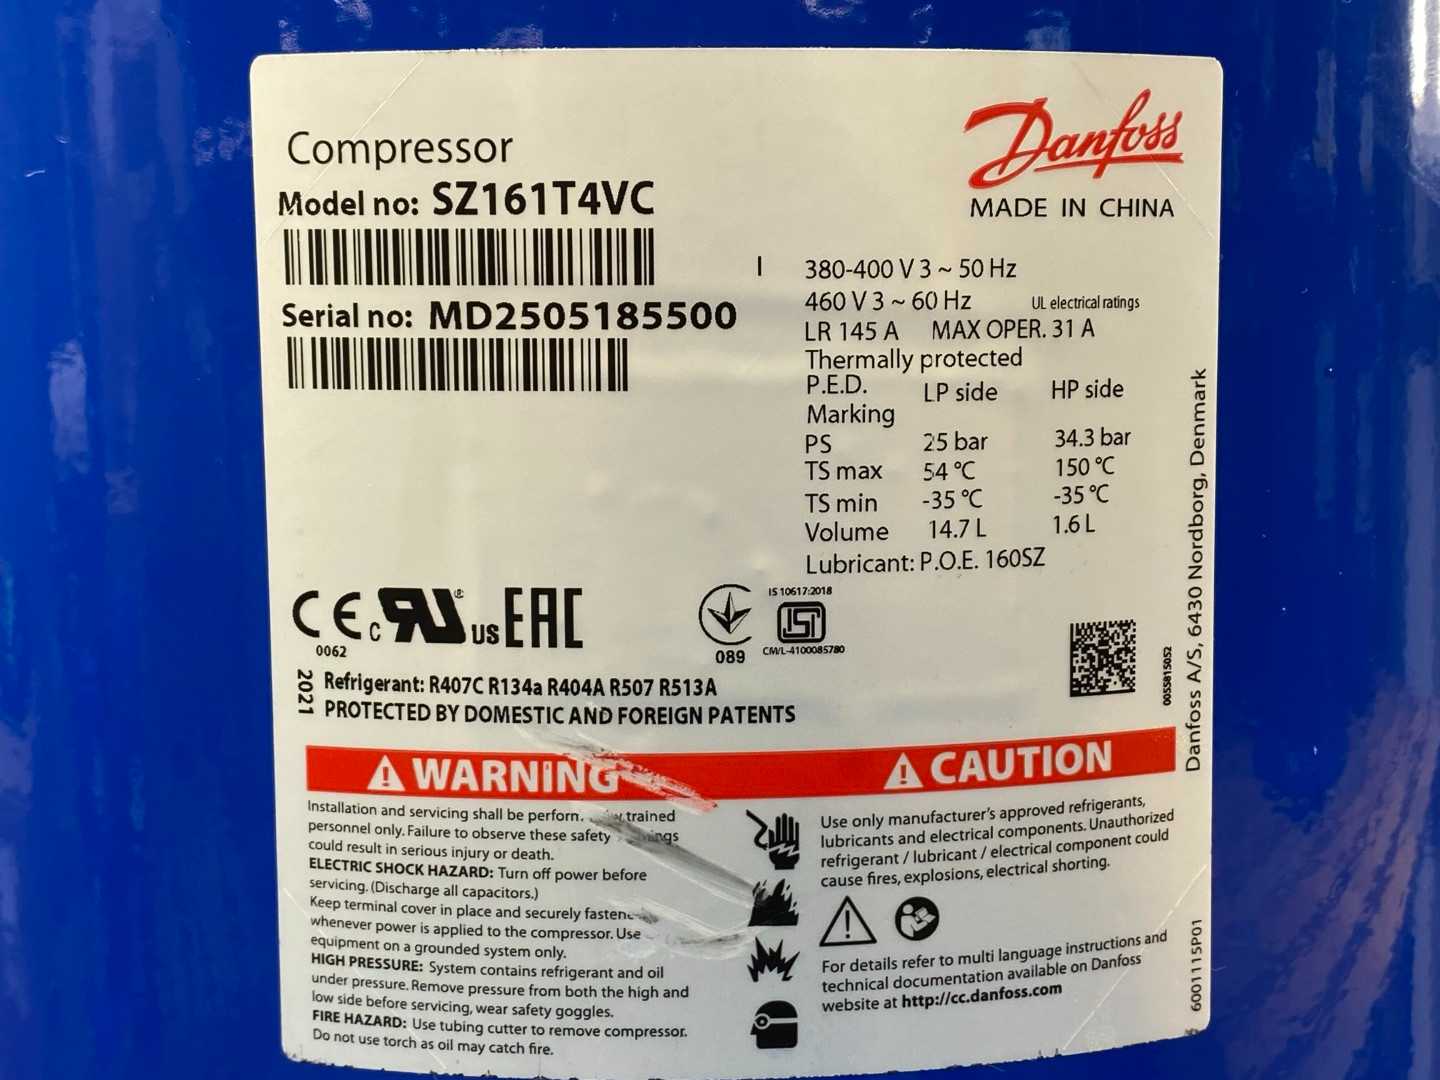 Compressor
Model no: SZ161T4VC
Serial no: MD2505185500
Danfoss
MADE IN CHINA
I 380-400 V 3 ~ 50 Hz
460 V 3 ~ 60 Hz UL electrical ratings
LR 145 A MAX OPER. 31 A
Thermally protected
P.E.D. LP side HP side
Marking
PS 25 bar 34.3 bar
TS max 54 °C 150 °C
TS min -35 °C -35 °C
Volume 14.7 L 1.6 L
Lubricant: P.O.E. 160SZ
CE c RU ® us EAC
0062
089
IS 10617:2018
ISI
CM/L-4100085780
2021
Refrigerant: R407C R134a R404A R507 R513A
PROTECTED BY DOMESTIC AND FOREIGN PATENTS
0055815052
Danfoss A/S, 6430 Nordborg, Denmark
WARNING
Installation and servicing shall be perform. trained
personnel only. Failure to observe these safety
could result in serious injury or death.
ELECTRIC SHOCK HAZARD: Turn off power before
servicing. (Discharge all capacitors.)
Keep terminal cover in place and securely fastene
whenever power is applied to the compressor. Use
equipment on a grounded system only.
HIGH PRESSURE: System contains refrigerant and oil
under pressure. Remove pressure from both the high and
low side before servicing, wear safety goggles.
FIRE HAZARD: Use tubing cutter to remove compressor.
Do not use torch as oil may catch fire.
CAUTION
Use only manufacturer's approved refrigerants,
lubricants and electrical components. Unauthorized
refrigerant / lubricant / electrical component could
cause fires, explosions, electrical shorting.
For details refer to multi language instructions and
technical documentation available on Danfoss
website at http://cc.danfoss.com
6001115P01